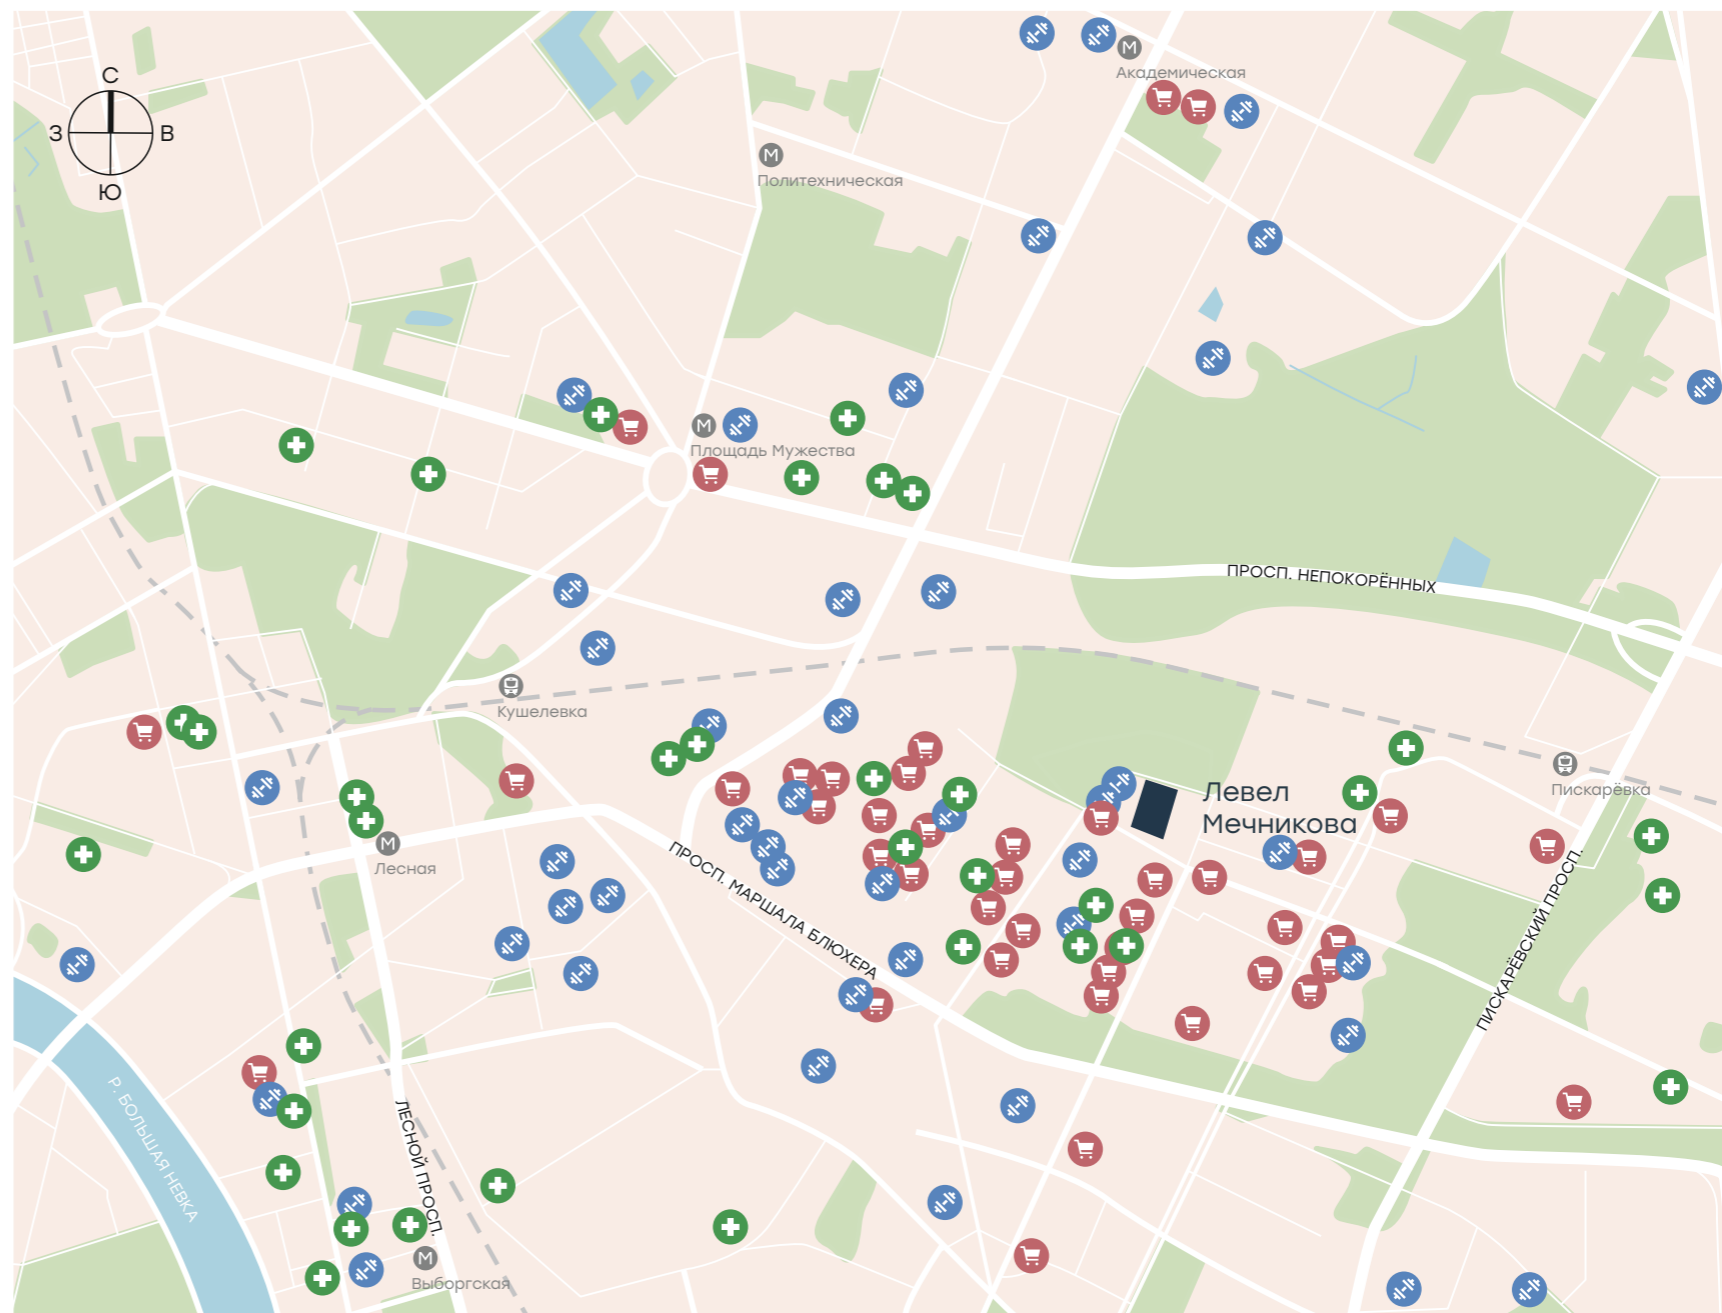 С
З
В
Ю
М
Академическая
М
Политехническая
М
Площадь Мужества
ПРОСП. НЕПОКОРЁННЫХ
Кушелевка
Пискарёвка
Левел
Мечникова
М
Лесная
ПРОСП. МАРШАЛА БЛЮХЕРА
ПИСКАРЁВСКИЙ ПРОСП.
Р. БОЛЬШАЯ НЕВКА
ЛЕСНОЙ ПРОСП.
М
Выборгская